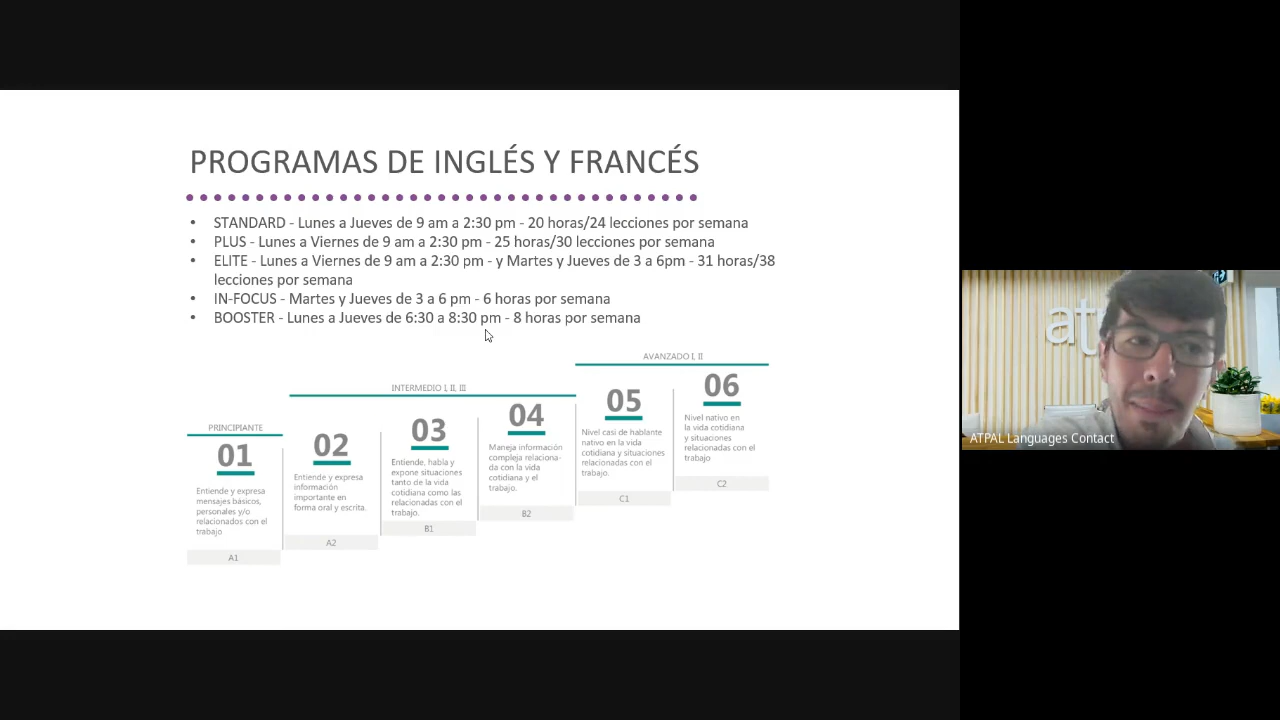 PROGRAMAS DE INGLÉS Y FRANCÉS
• STANDARD - Lunes a Jueves de 9 am a 2:30 pm - 20 horas/24 lecciones por semana
• PLUS - Lunes a Viernes de 9 am a 2:30 pm - 25 horas/30 lecciones por semana
• ELITE - Lunes a Viernes de 9 am a 2:30 pm - y Martes y Jueves de 3 a 6pm - 31 horas/38
lecciones por semana
• IN-FOCUS - Martes y Jueves de 3 a 6 pm - 6 horas por semana
• BOOSTER - Lunes a Jueves de 6:30 a 8:30 pm - 8 horas por semana
PRINCIPIANTE
01
Entiende y expresa
mensajes básicos,
personales y/o
relacionados con el
trabajo
A1
INTERMEDIO I, II, III
02
Entiende y expresa
información
importante en
forma oral y escrita.
A2
03
Entiende, habla y
expone situaciones
tanto de la vida
cotidiana como las
relacionadas con el
trabajo.
B1
04
Maneja información
compleja relaciona-
da con la vida
cotidiana y el
trabajo.
B2
AVANZADO I, II
05
Nivel casi de hablante
nativo en la vida
cotidiana y situaciones
relacionadas con el
trabajo.
C1
06
Nivel nativo en
la vida cotidiana
y situaciones
relacionadas con el
trabajo
C2
ATPAL Languages Contact